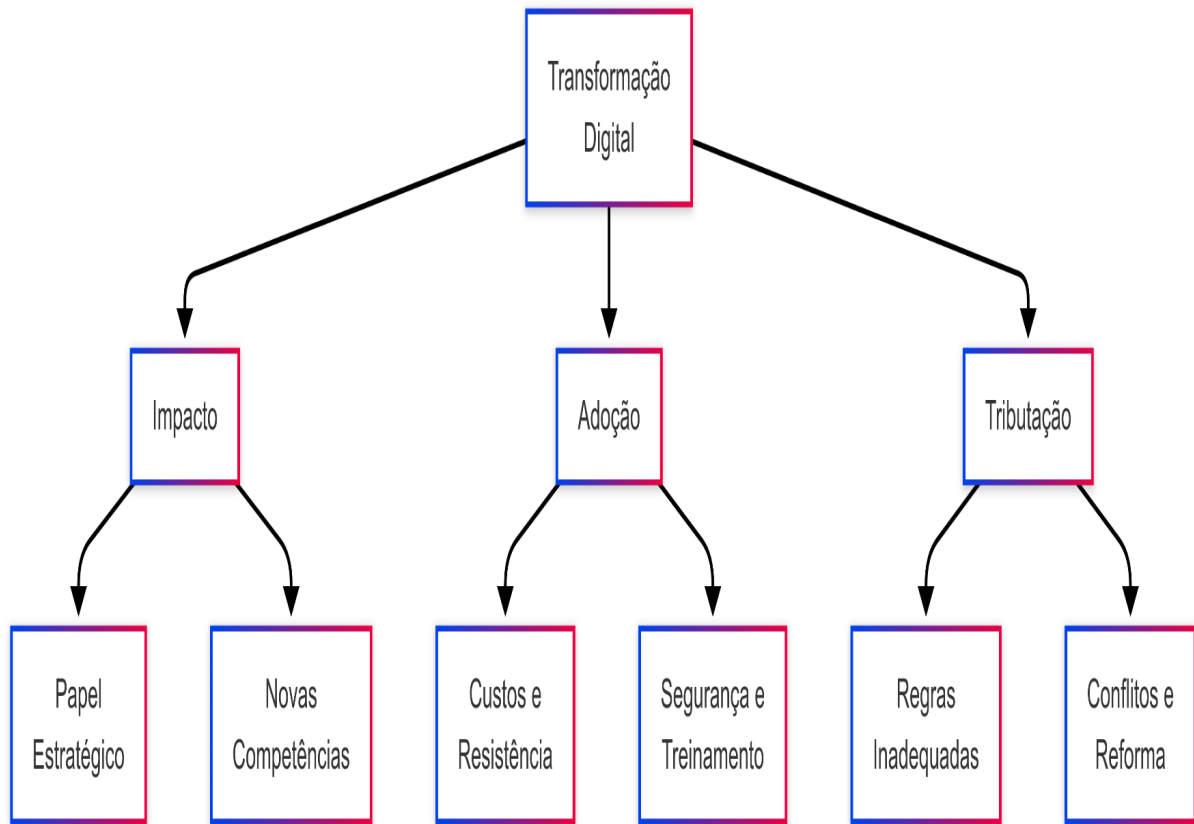 Transformação
Digital
Impacto
Adoção
Tributação
Papel
Estratégico
Novas
Competências
Custos e
Resistência
Segurança e
Treinamento
Regras
Inadequadas
Conflitos e
Reforma